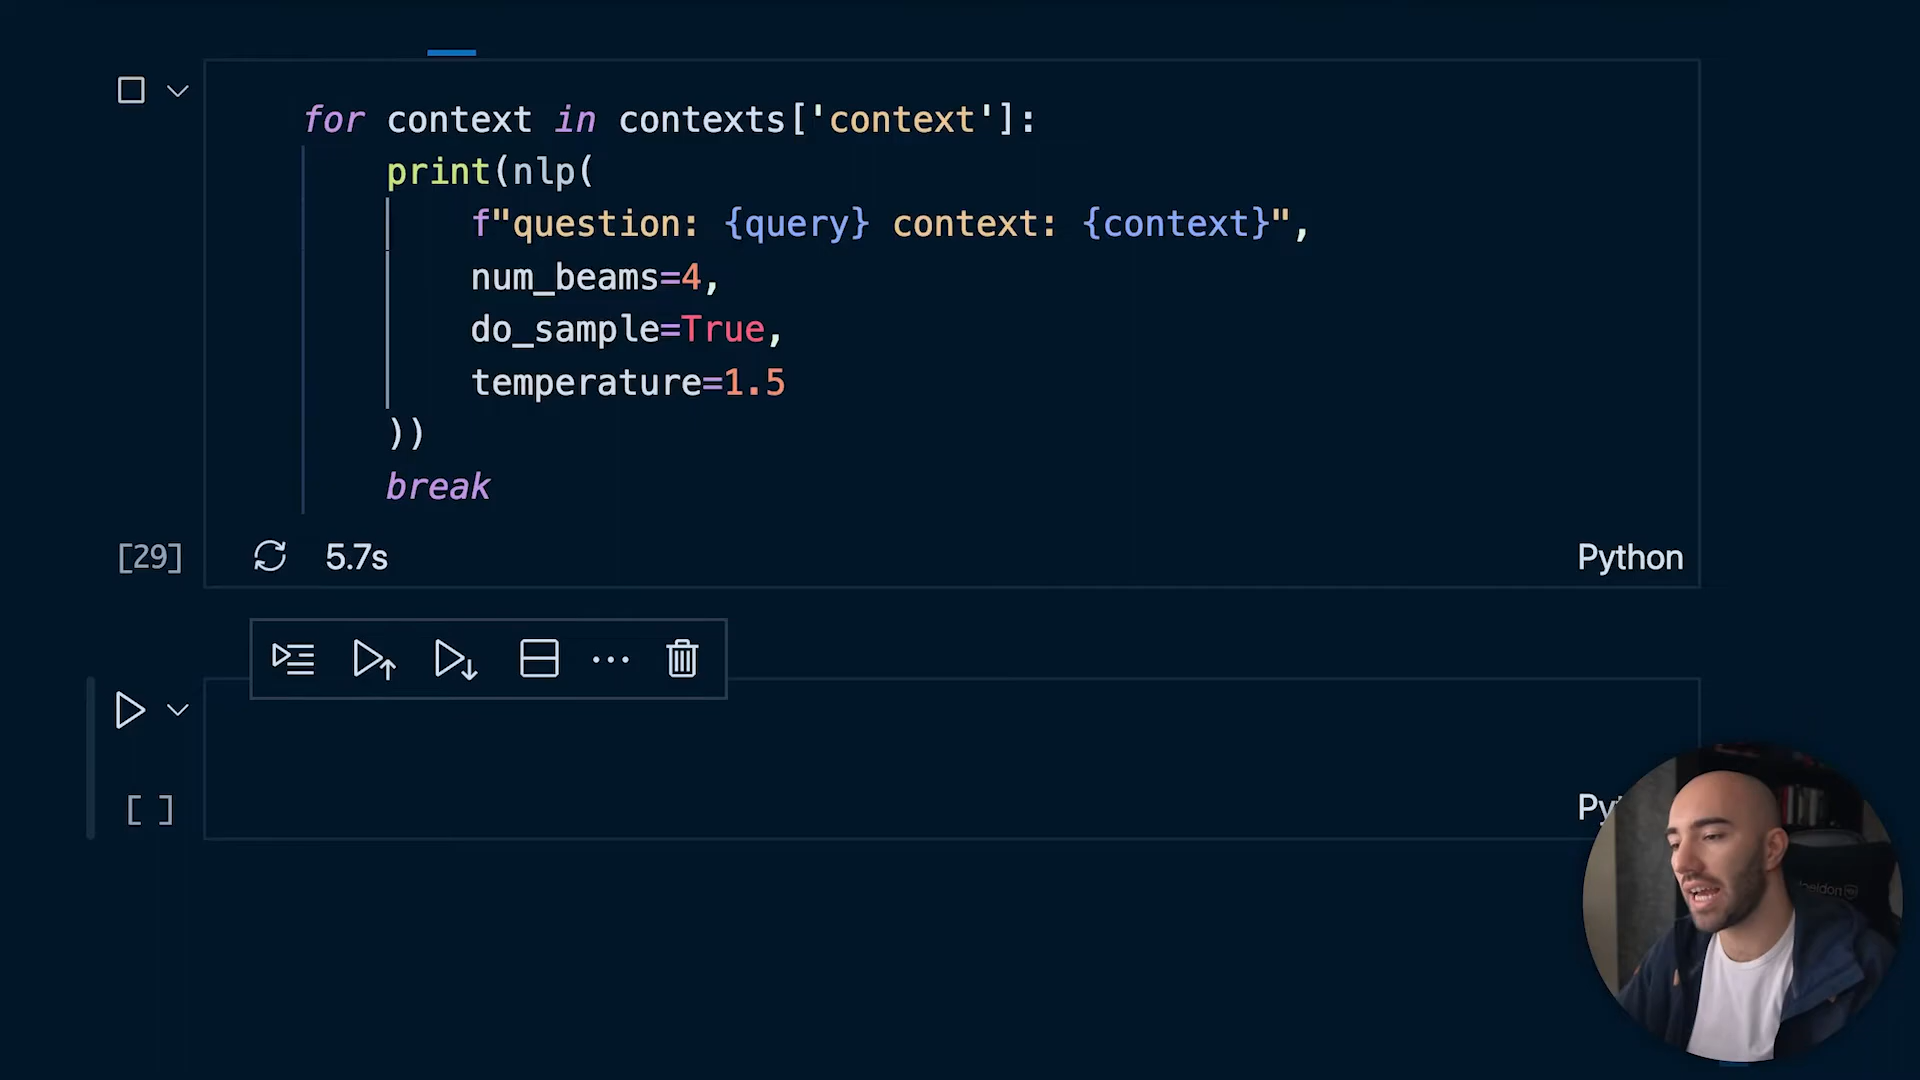 for context in contexts['context']:
print(nlp(
f"question: {query} context: {context}",
num_beams=4,
do_sample=True,
temperature=1.5
))
break
[29] 5.7s Python
[ ]